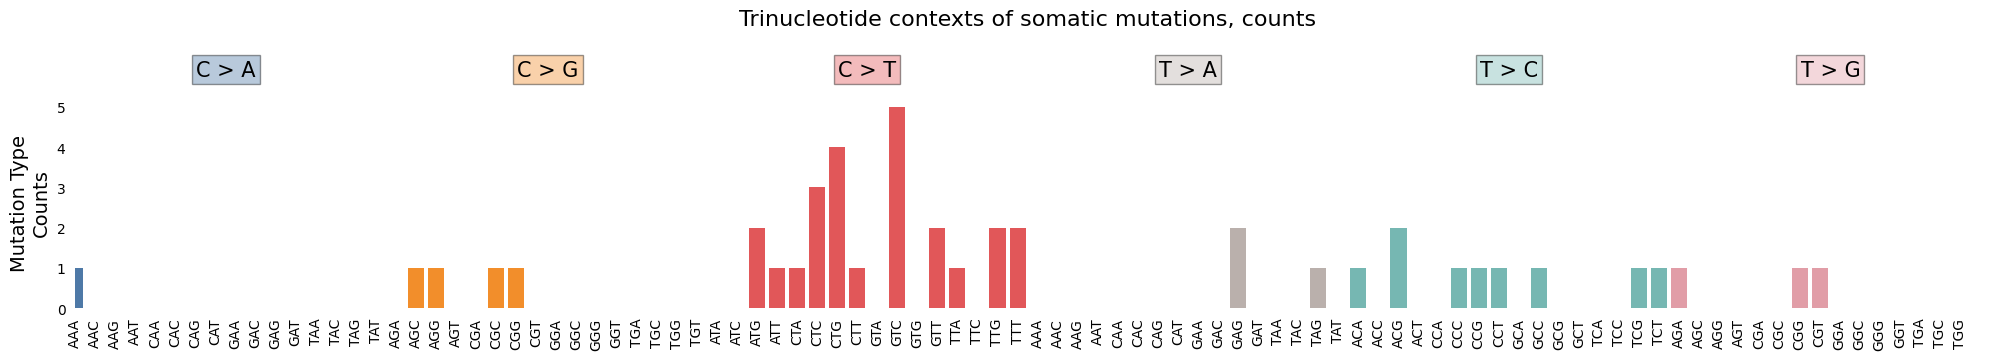 Trinucleotide contexts of somatic mutations, counts
C > A C > G C > T T > A T > C T > G
Mutation Type
Counts
5
4
3
2
1
0
AAA AAC AAG AAT CAA CAC CAG CAT GAA GAC GAG GAT TAA TAC TAG TAT AGA AGC AGG AGT CGA CGC CGG CGT GGA GGC GGG GGT TGA TGC TGG TGT ATA ATC ATG ATT CTA CTC CTG CTT GTA GTC GTG GTT TTA TTC TTG TTT AAA AAC AAG AAT CAA CAC CAG CAT GAA GAC GAG GAT TAA TAC TAG TAT ACA ACC ACG ACT CCA CCC CCG CCT GCA GCC GCG GCT TCA TCC TCG TCT AGA AGC AGG AGT CGA CGC CGG CGT GGA GGC GGG GGT TGA TGC TGG